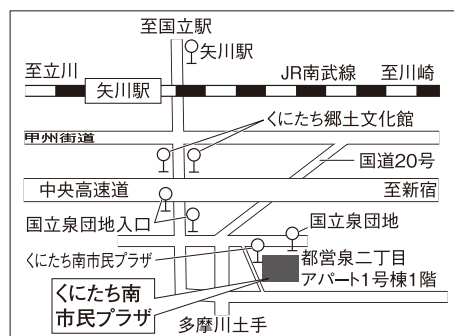 至国立駅
矢川駅
至立川
矢川駅
JR南武線
至川崎
くにたち郷土文化館
甲州街道
国道20号
中央高速道
至新宿
国立泉団地入口
国立泉団地
くにたち南市民プラザ
都営泉二丁目
アパート1号棟1階
くにたち南
市民プラザ
多摩川土手